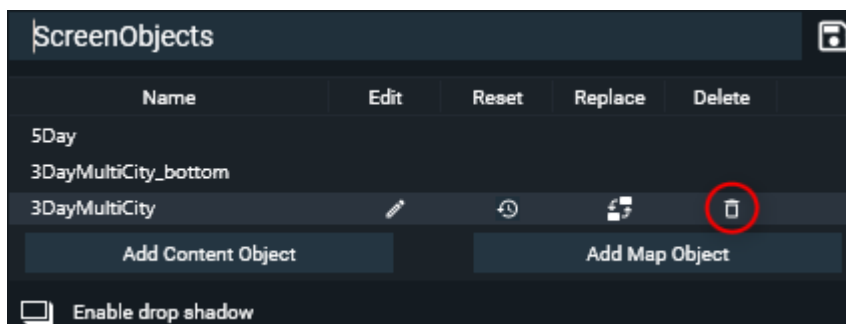 ScreenObjects
Name Edit Reset Replace Delete
5Day
3DayMultiCity_bottom
3DayMultiCity
Add Content Object Add Map Object
Enable drop shadow